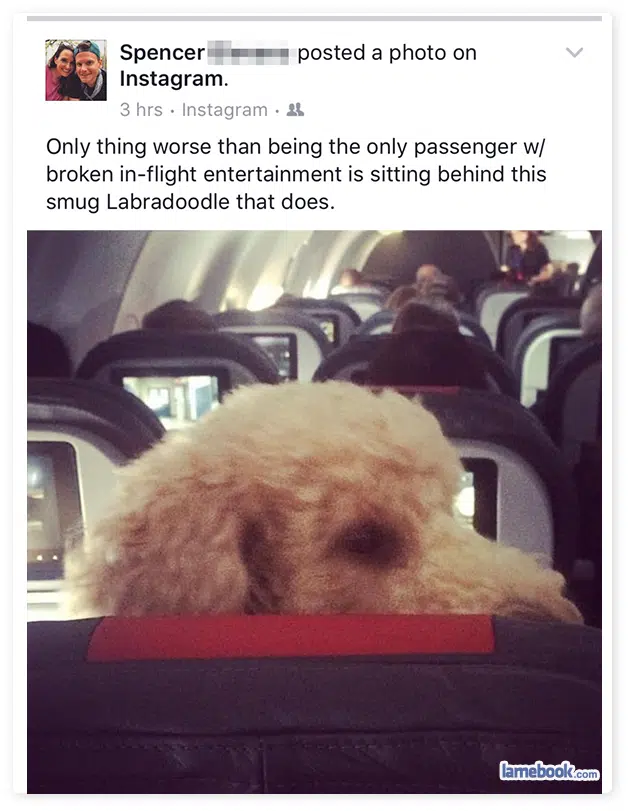 Spencer posted a photo on
Instagram.
3 hrs · Instagram ·
Only thing worse than being the only passenger w/
broken in-flight entertainment is sitting behind this
smug Labradoodle that does.
lamebook.com